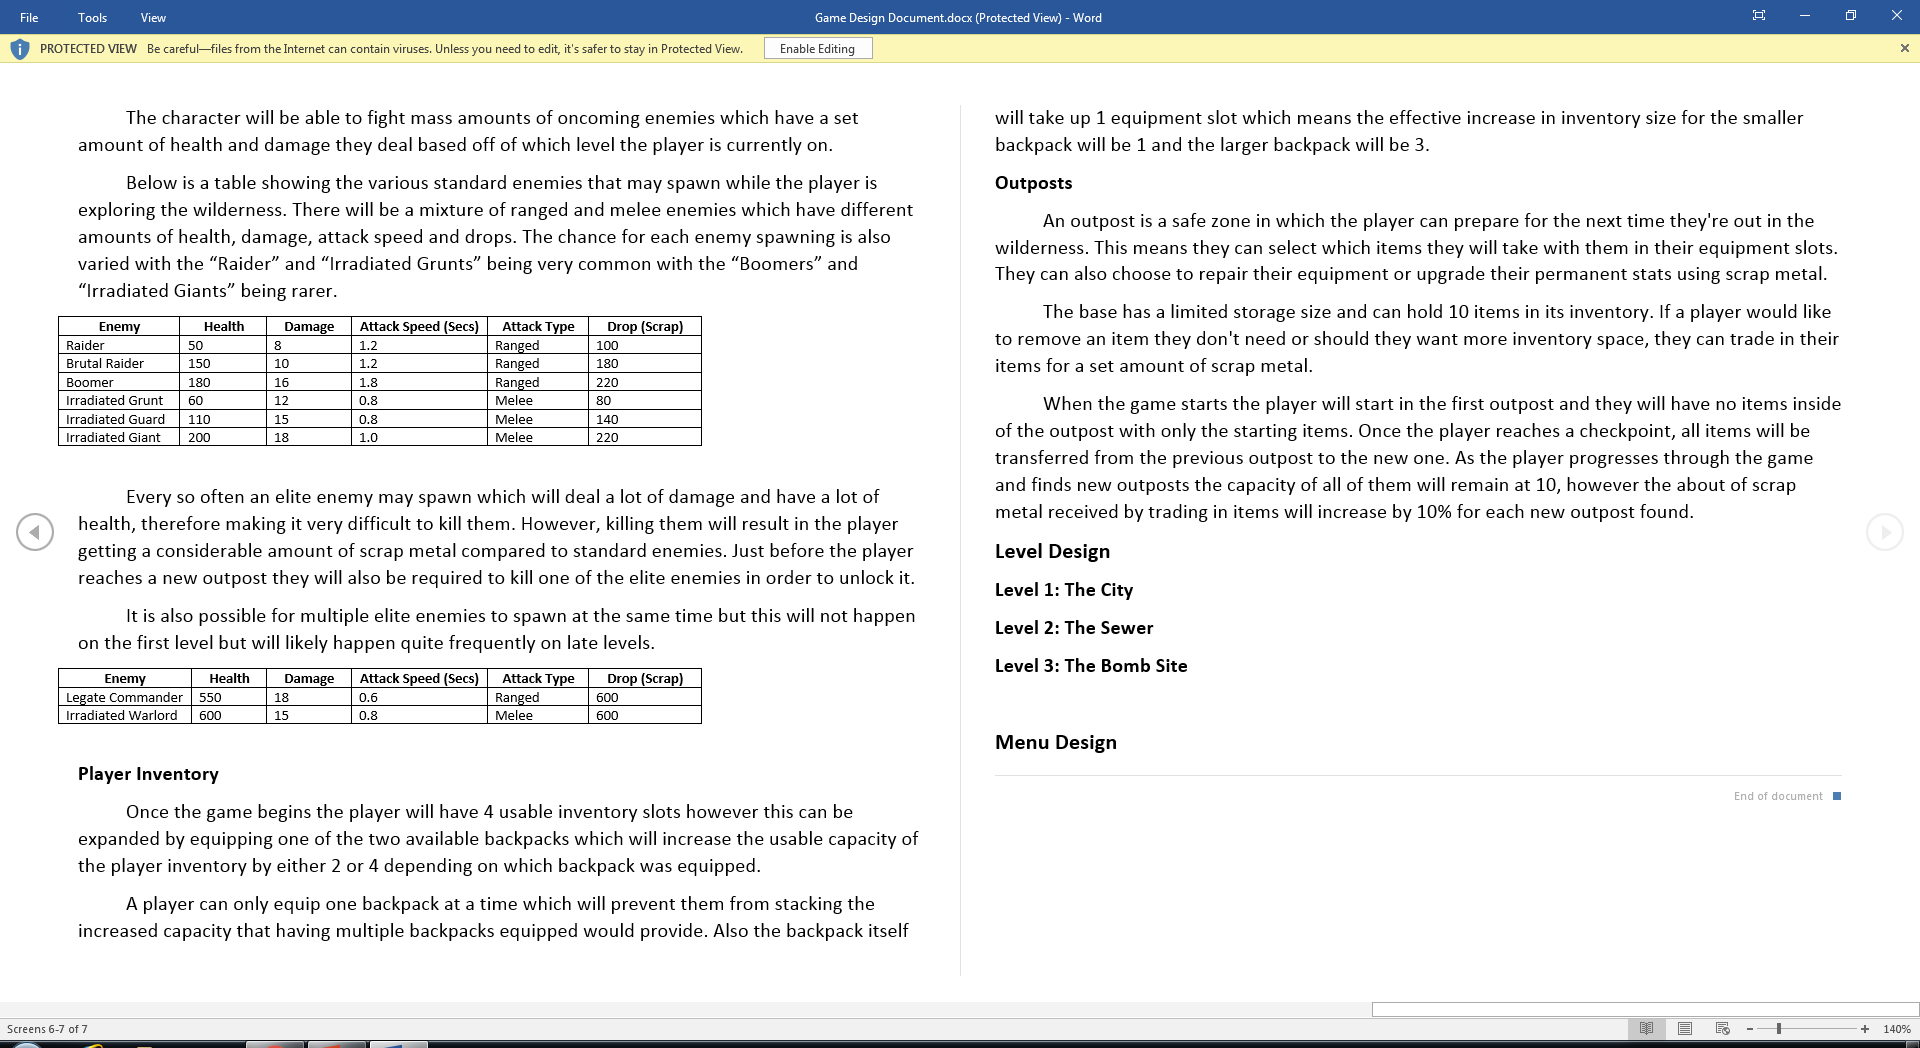 File Tools View Game Design Document.docx (Protected View) - Word
PROTECTED VIEW Be careful—files from the Internet can contain viruses. Unless you need to edit, it's safer to stay in Protected View. Enable Editing
The character will be able to fight mass amounts of oncoming enemies which have a set
amount of health and damage they deal based off of which level the player is currently on.
Below is a table showing the various standard enemies that may spawn while the player is
exploring the wilderness. There will be a mixture of ranged and melee enemies which have different
amounts of health, damage, attack speed and drops. The chance for each enemy spawning is also
varied with the “Raider” and “Irradiated Grunts” being very common with the “Boomers” and
“Irradiated Giants” being rarer.
Enemy Health Damage Attack Speed (Secs) Attack Type Drop (Scrap)
Raider 50 8 1.2 Ranged 100
Brutal Raider 150 10 1.2 Ranged 180
Boomer 180 16 1.8 Ranged 220
Irradiated Grunt 60 12 0.8 Melee 80
Irradiated Guard 110 15 0.8 Melee 140
Irradiated Giant 200 18 1.0 Melee 220
Every so often an elite enemy may spawn which will deal a lot of damage and have a lot of
health, therefore making it very difficult to kill them. However, killing them will result in the player
getting a considerable amount of scrap metal compared to standard enemies. Just before the player
reaches a new outpost they will also be required to kill one of the elite enemies in order to unlock it.
It is also possible for multiple elite enemies to spawn at the same time but this will not happen
on the first level but will likely happen quite frequently on late levels.
Enemy Health Damage Attack Speed (Secs) Attack Type Drop (Scrap)
Legate Commander 550 18 0.6 Ranged 600
Irradiated Warlord 600 15 0.8 Melee 600
Player Inventory
Once the game begins the player will have 4 usable inventory slots however this can be
expanded by equipping one of the two available backpacks which will increase the usable capacity of
the player inventory by either 2 or 4 depending on which backpack was equipped.
A player can only equip one backpack at a time which will prevent them from stacking the
increased capacity that having multiple backpacks equipped would provide. Also the backpack itself
will take up 1 equipment slot which means the effective increase in inventory size for the smaller
backpack will be 1 and the larger backpack will be 3.
Outposts
An outpost is a safe zone in which the player can prepare for the next time they're out in the
wilderness. This means they can select which items they will take with them in their equipment slots.
They can also choose to repair their equipment or upgrade their permanent stats using scrap metal.
The base has a limited storage size and can hold 10 items in its inventory. If a player would like
to remove an item they don't need or should they want more inventory space, they can trade in their
items for a set amount of scrap metal.
When the game starts the player will start in the first outpost and they will have no items inside
of the outpost with only the starting items. Once the player reaches a checkpoint, all items will be
transferred from the previous outpost to the new one. As the player progresses through the game
and finds new outposts the capacity of all of them will remain at 10, however the about of scrap
metal received by trading in items will increase by 10% for each new outpost found.
Level Design
Level 1: The City
Level 2: The Sewer
Level 3: The Bomb Site
Menu Design
End of document
Screens 6-7 of 7 140%